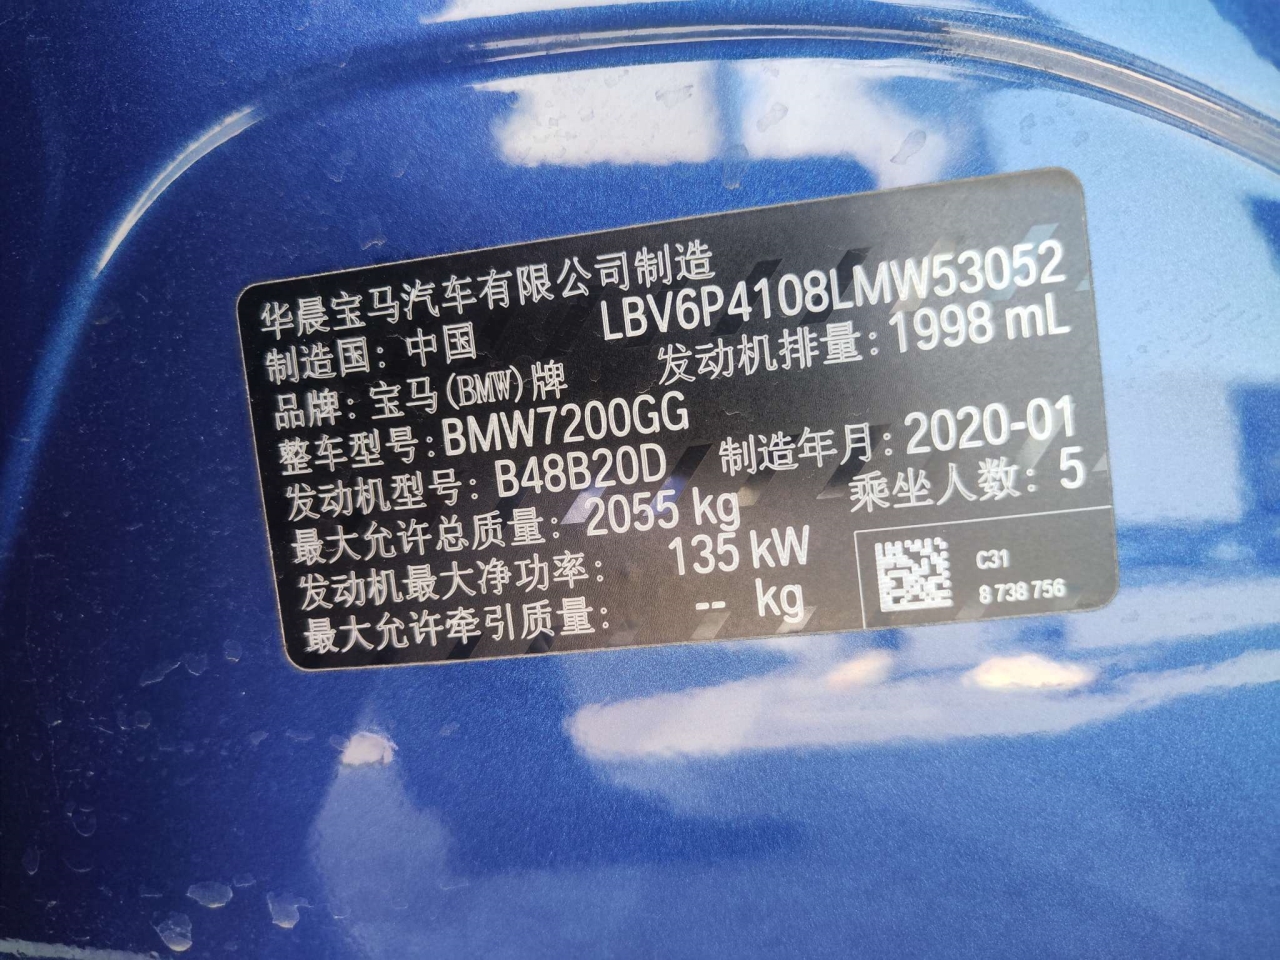 华晨宝马汽车有限公司制造
制造国：中国 LBV6P4108LMW53052
品牌：宝马(BMW)牌 发动机排量：1998 mL
整车型号：BMW7200GG
发动机型号：B48B20D 制造年月：2020-01
最大允许总质量：2055 kg 乘坐人数：5
发动机最大净功率：135 kW
最大允许牵引质量：-- kg
C31
8 738 756